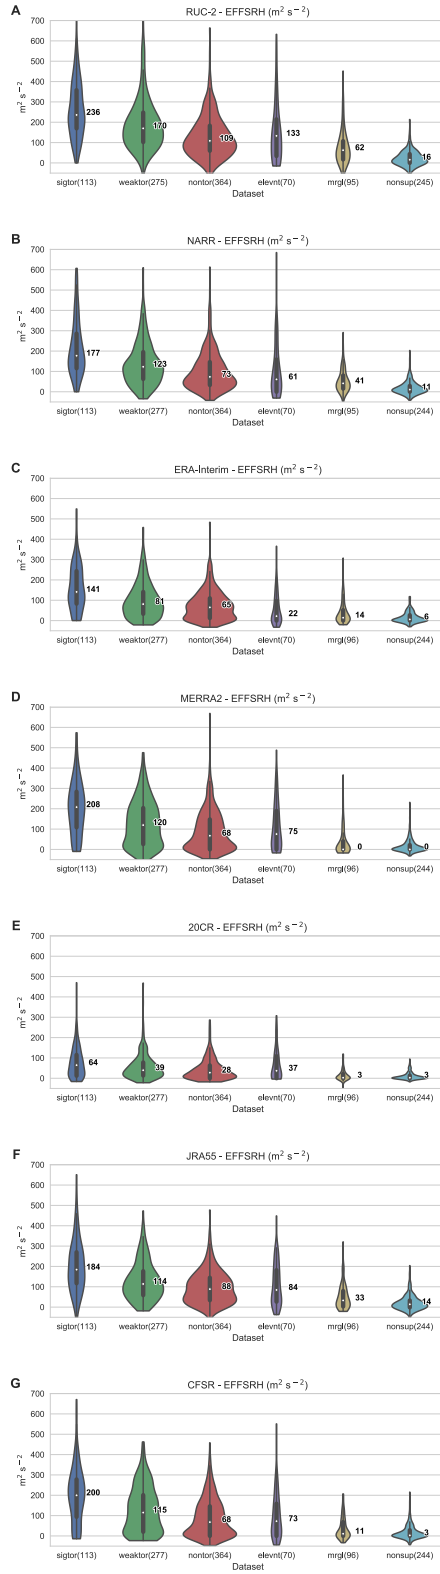 A
RUC-2 - EFFSRH (m² s⁻²)
m² s⁻²
700
600
500
400
300
200
100
0
236
170
109
133
62
16
sigtor(113) weaktor(275) nontor(364) elevnt(70) mrgl(95) nonsup(245)
Dataset
B
NARR - EFFSRH (m² s⁻²)
m² s⁻²
700
600
500
400
300
200
100
0
177
123
73
61
41
11
sigtor(113) weaktor(277) nontor(364) elevnt(70) mrgl(95) nonsup(244)
Dataset
C
ERA-Interim - EFFSRH (m² s⁻²)
m² s⁻²
700
600
500
400
300
200
100
0
141
81
65
22
14
6
sigtor(113) weaktor(277) nontor(364) elevnt(70) mrgl(96) nonsup(244)
Dataset
D
MERRA2 - EFFSRH (m² s⁻²)
m² s⁻²
700
600
500
400
300
200
100
0
208
120
68
75
0
0
sigtor(113) weaktor(277) nontor(364) elevnt(70) mrgl(96) nonsup(244)
Dataset
E
20CR - EFFSRH (m² s⁻²)
m² s⁻²
700
600
500
400
300
200
100
0
64
39
28
37
3
3
sigtor(113) weaktor(277) nontor(364) elevnt(70) mrgl(96) nonsup(244)
Dataset
F
JRA55 - EFFSRH (m² s⁻²)
m² s⁻²
700
600
500
400
300
200
100
0
184
114
88
84
33
14
sigtor(113) weaktor(277) nontor(364) elevnt(70) mrgl(96) nonsup(244)
Dataset
G
CFSR - EFFSRH (m² s⁻²)
m² s⁻²
700
600
500
400
300
200
100
0
200
115
68
73
11
3
sigtor(113) weaktor(277) nontor(364) elevnt(70) mrgl(96) nonsup(244)
Dataset